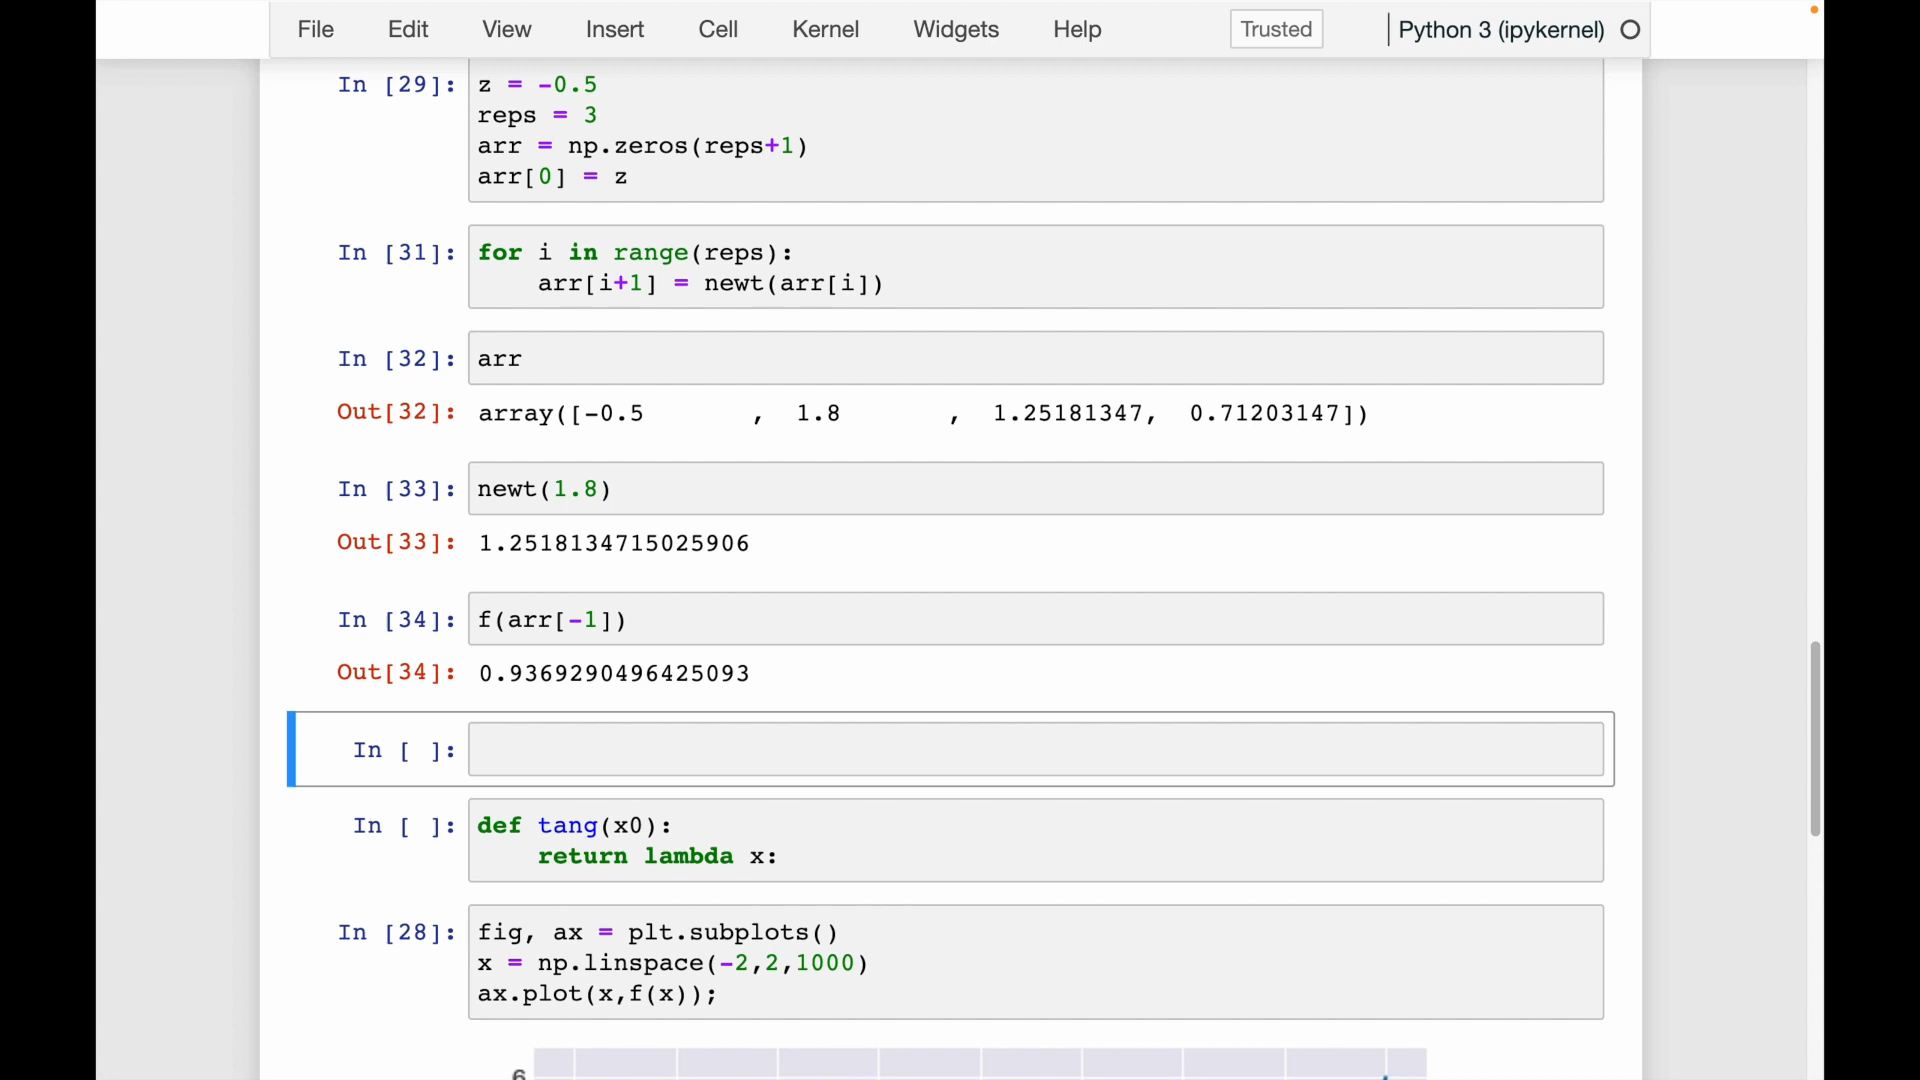 File Edit View Insert Cell Kernel Widgets Help Trusted Python 3 (ipykernel)
In [29]: z = -0.5
reps = 3
arr = np.zeros(reps+1)
arr[0] = z
In [31]: for i in range(reps):
arr[i+1] = newt(arr[i])
In [32]: arr
Out[32]: array([-0.5 , 1.8 , 1.25181347, 0.71203147])
In [33]: newt(1.8)
Out[33]: 1.2518134715025906
In [34]: f(arr[-1])
Out[34]: 0.9369290496425093
In [ ]:
In [ ]: def tang(x0):
return lambda x:
In [28]: fig, ax = plt.subplots()
x = np.linspace(-2,2,1000)
ax.plot(x,f(x));
6